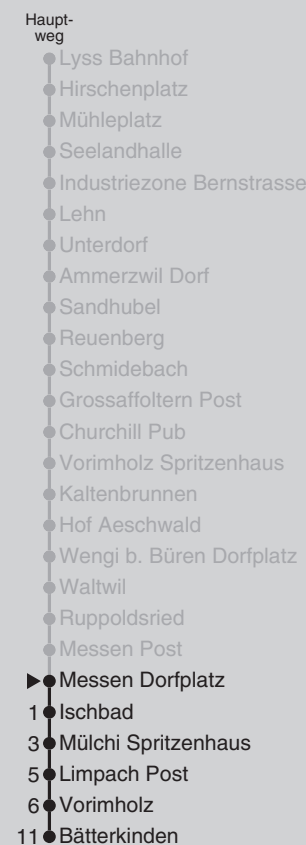 Haupt-
weg
Lyss Bahnhof
Hirschenplatz
Mühleplatz
Seelandhalle
Industriezone Bernstrasse
Lehn
Unterdorf
Ammerzwil Dorf
Sandhubel
Reuenberg
Schmidebach
Grossaffoltern Post
Churchill Pub
Vorimholz Spritzenhaus
Kaltenbrunnen
Hof Aeschwald
Wengi b. Büren Dorfplatz
Waltwil
Ruppoldsried
Messen Post
Messen Dorfplatz
1 Ischbad
3 Mülchi Spritzenhaus
5 Limpach Post
6 Vorimholz
11 Bätterkinden